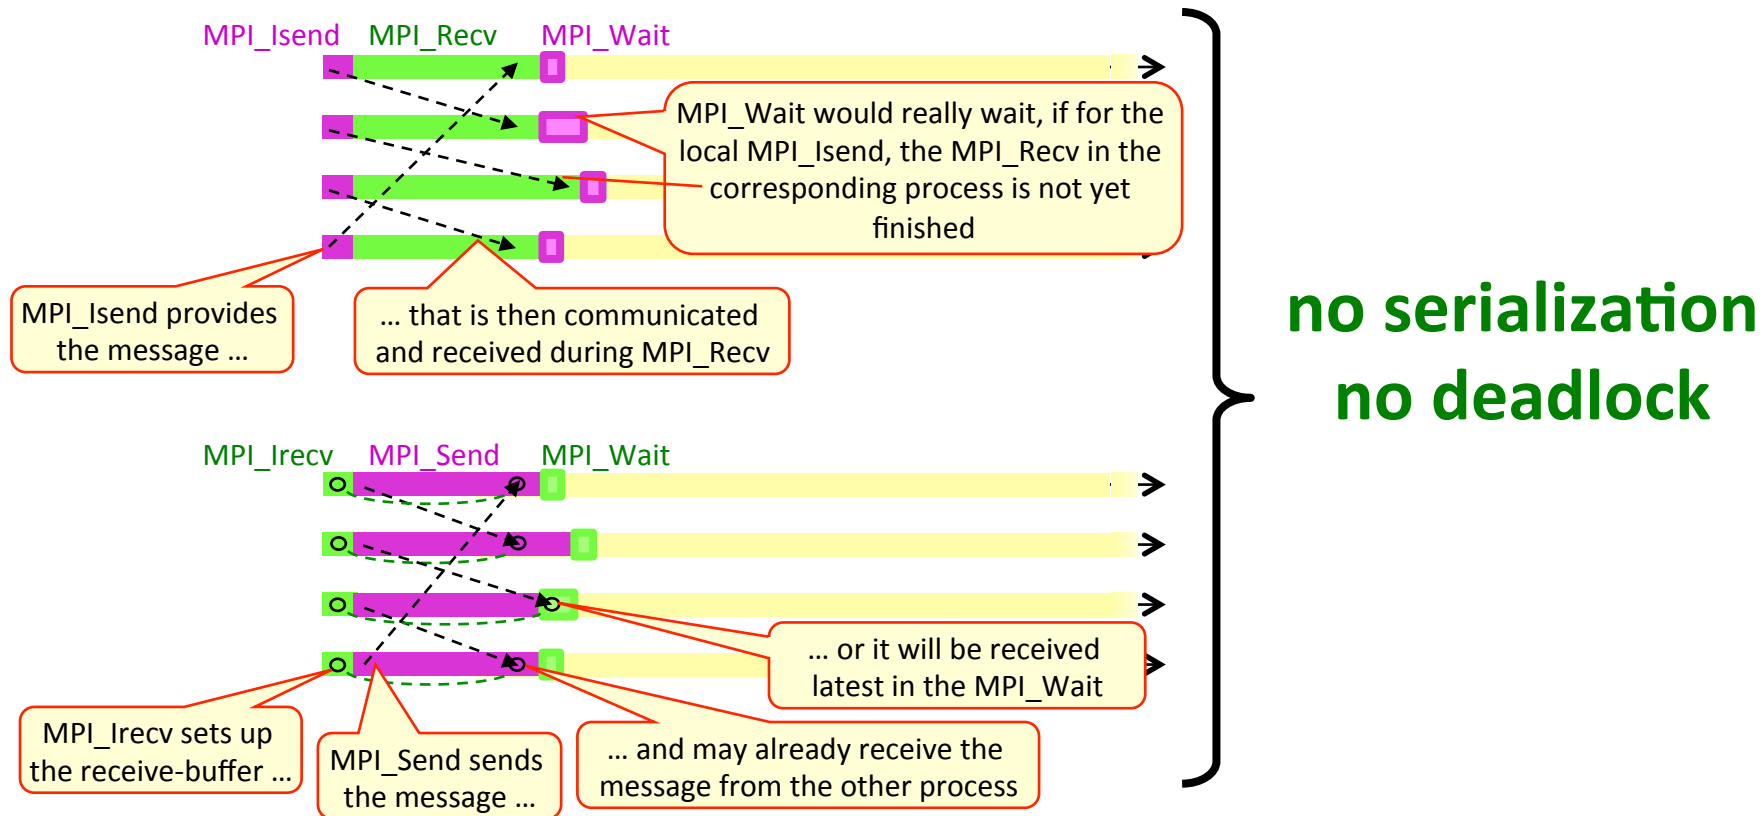 MPI_Isend MPI_Recv MPI_Wait
MPI_Wait would really wait, if for the
local MPI_Isend, the MPI_Recv in the
corresponding process is not yet
finished
MPI_Isend provides
the message …
… that is then communicated
and received during MPI_Recv
no serialization
no deadlock
MPI_Irecv MPI_Send MPI_Wait
… or it will be received
latest in the MPI_Wait
MPI_Irecv sets up
the receive-buffer …
MPI_Send sends
the message …
… and may already receive the
message from the other process